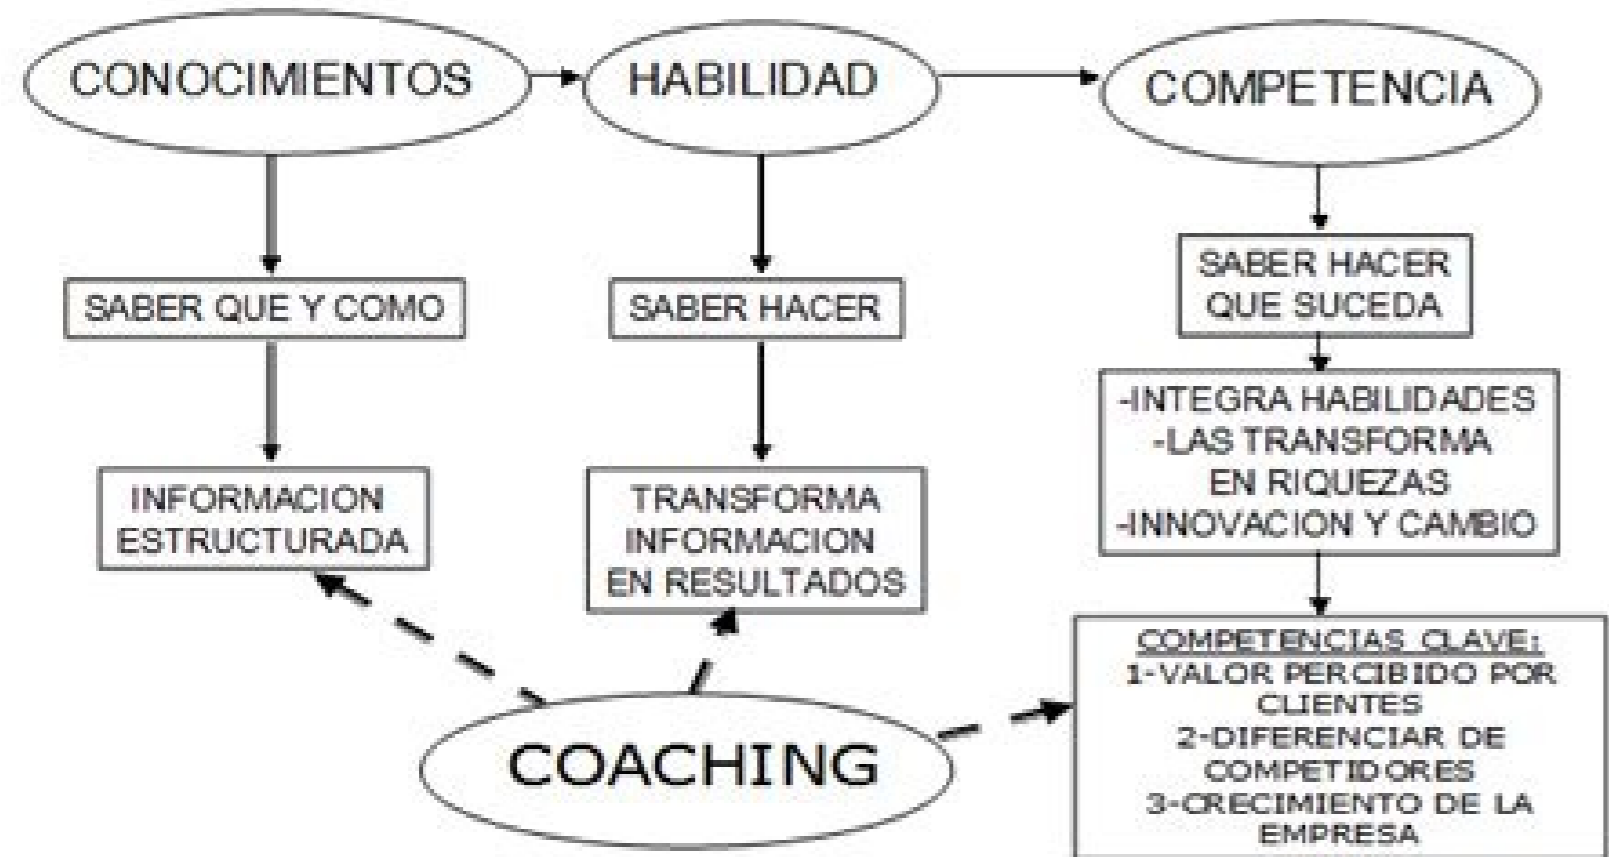 CONOCIMIENTOS
HABILIDAD
COMPETENCIA
SABER QUE Y COMO
SABER HACER
SABER HACER
QUE SUCEDA
INFORMACION
ESTRUCTURADA
TRANSFORMA
INFORMACION
EN RESULTADOS
-INTEGRA HABILIDADES
-LAS TRANSFORMA
EN RIQUEZAS
-INNOVACION Y CAMBIO
COACHING
COMPETENCIAS CLAVE:
1-VALOR PERCIBIDO POR
CLIENTES
2-DIFERENCIAR DE
COMPETIDORES
3-CRECIMIENTO DE LA
EMPRESA